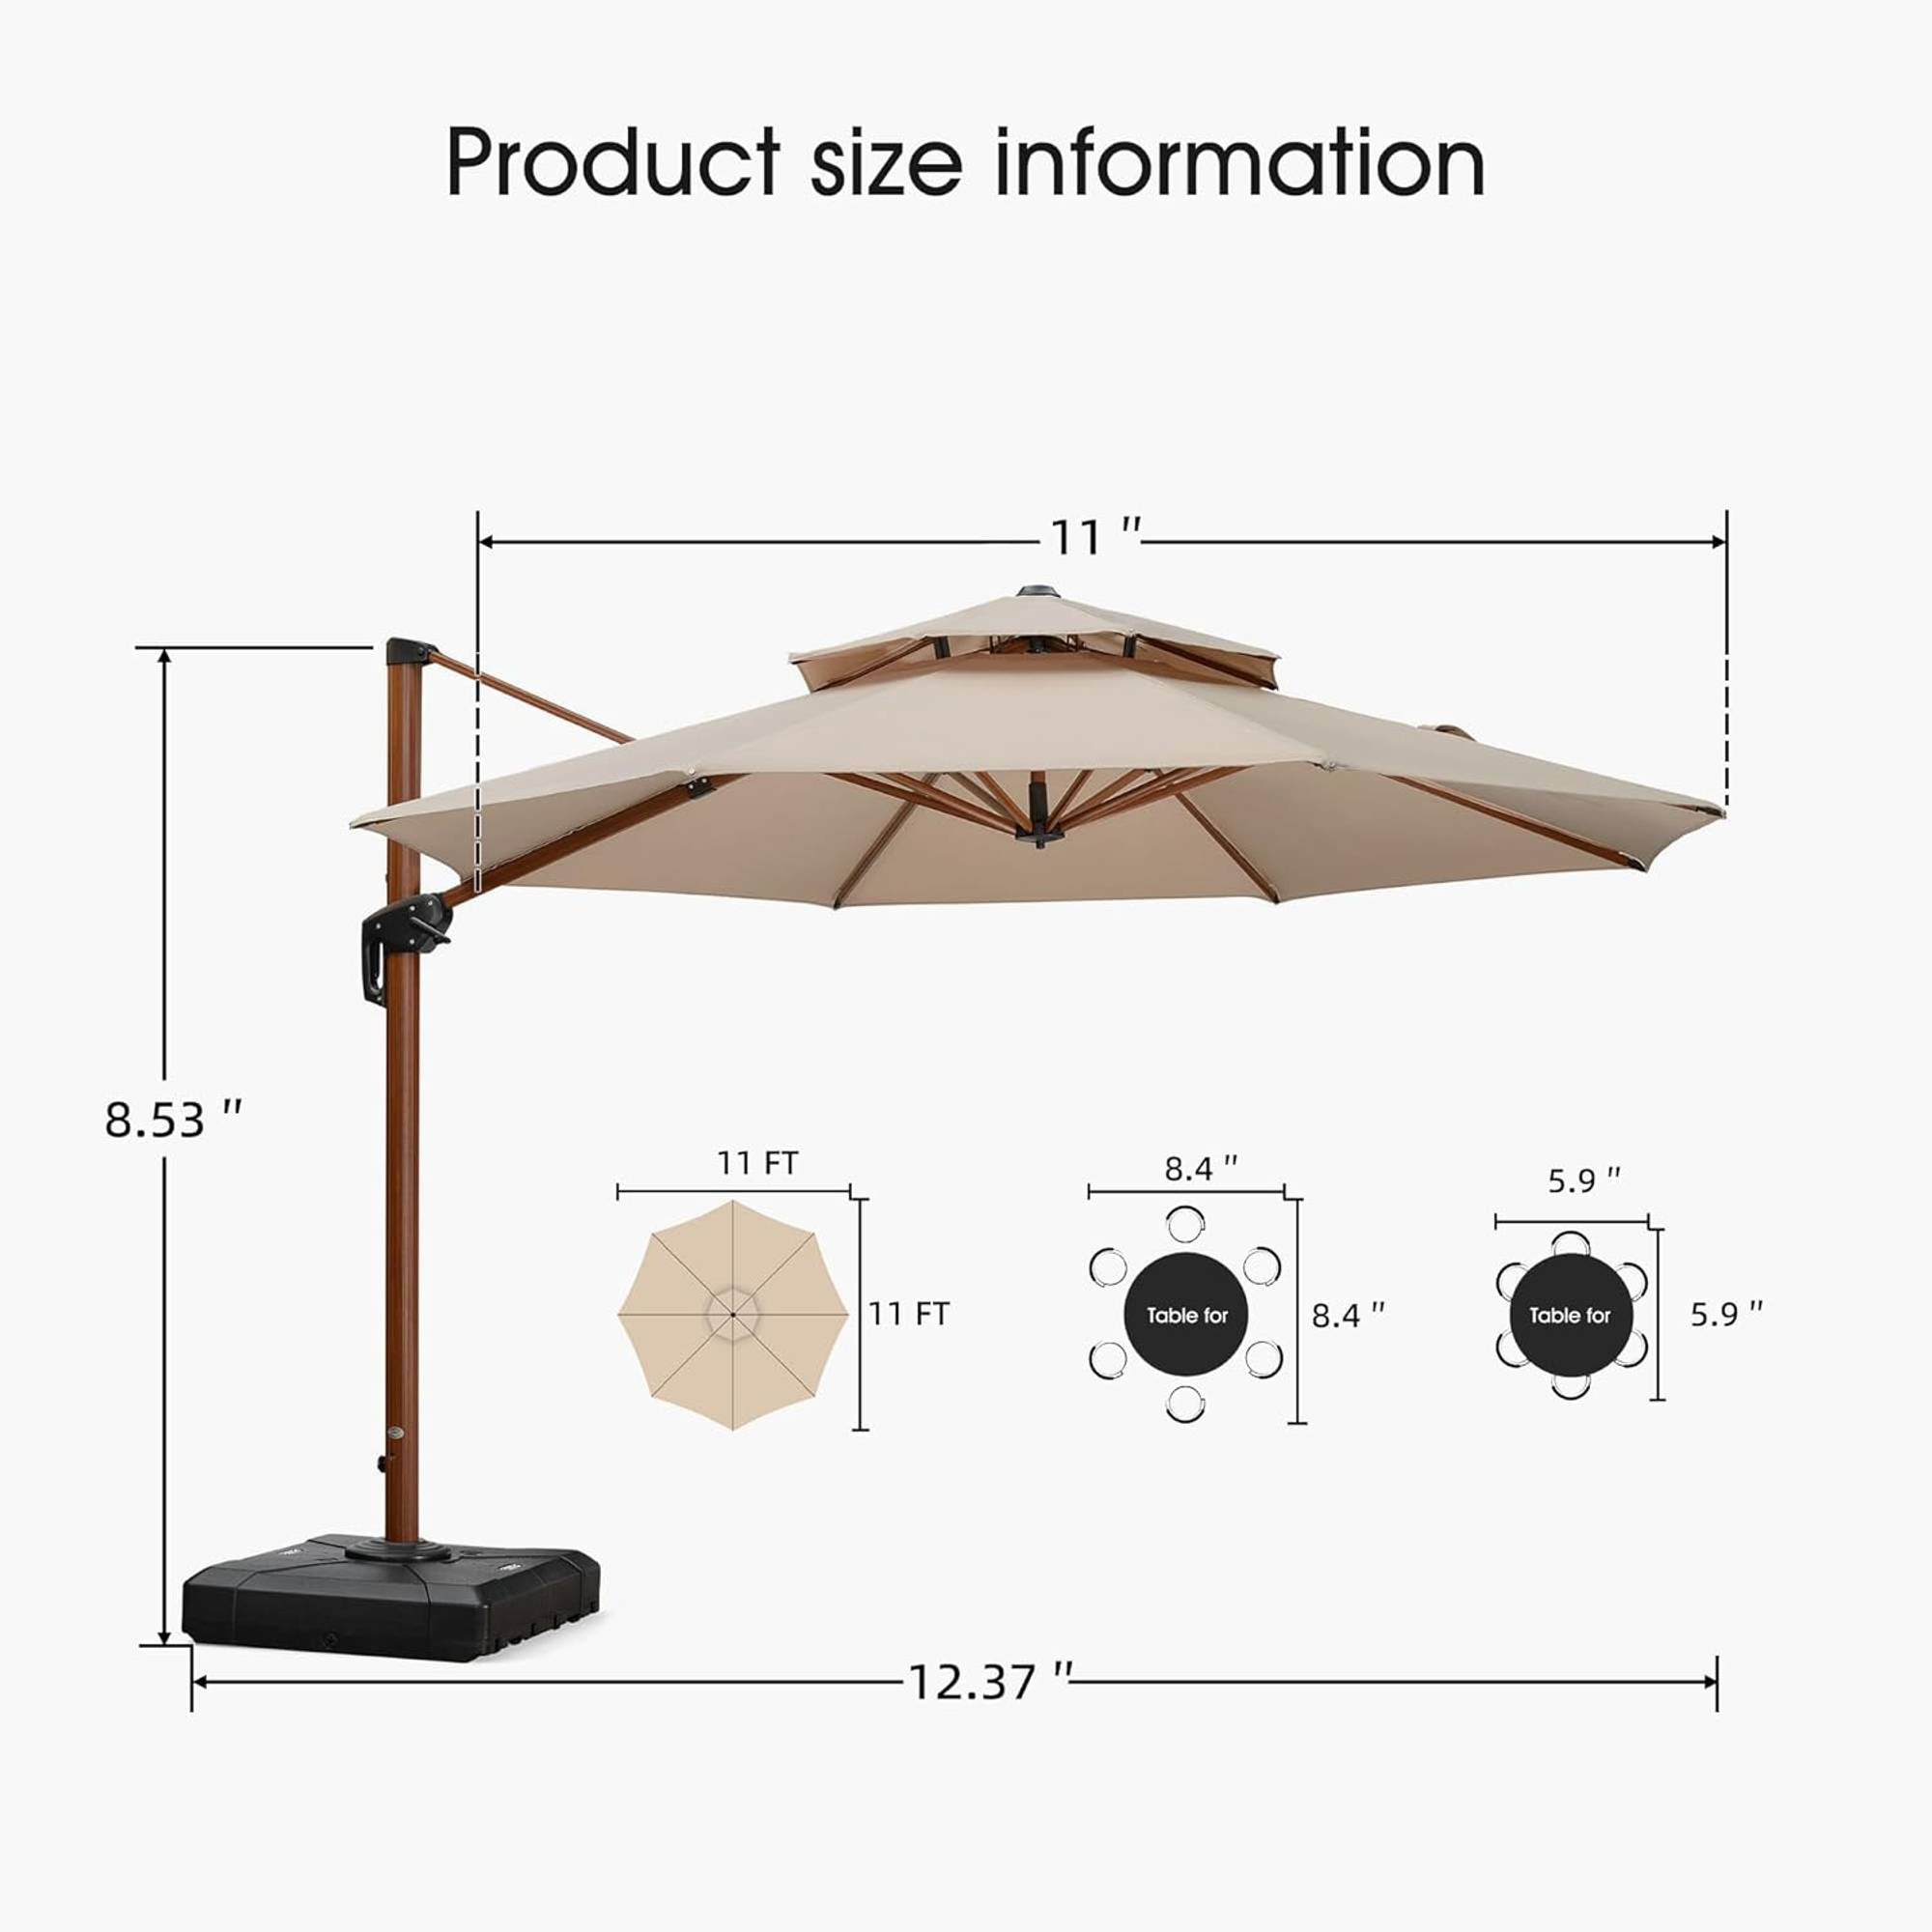 Product size information
11 "
8.53 "
11 FT
11 FT
8.4 "
Table for
8.4 "
5.9 "
Table for
5.9 "
12.37 "